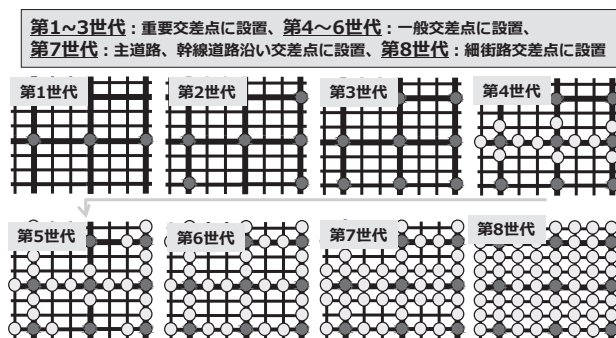 第1~3世代：重要交差点に設置、第4～6世代：一般交差点に設置、
第7世代：主道路、幹線道路沿い交差点に設置、第8世代：細街路交差点に設置
第1世代
第2世代
第3世代
第4世代
第5世代
第6世代
第7世代
第8世代